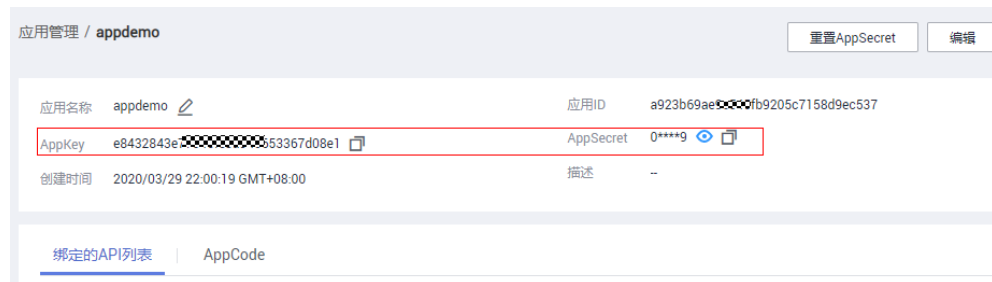 应用管理 / appdemo
重置AppSecret
编辑
应用名称 appdemo
应用ID a923b69ae fb9205c7158d9ec537
AppKey e8432843e7 653367d08e1
AppSecret 0****9
创建时间 2020/03/29 22:00:19 GMT+08:00
描述 --
绑定的API列表
AppCode